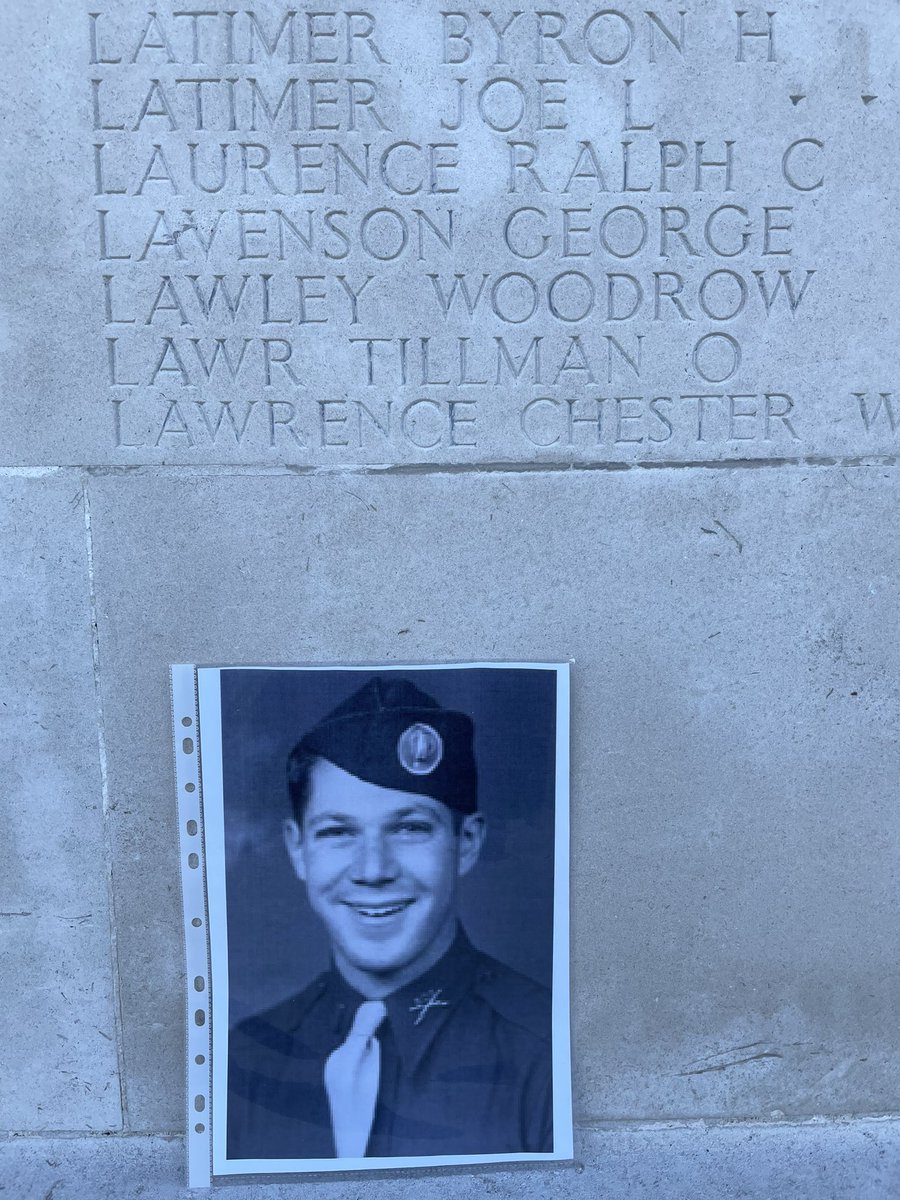 LATIMER BYRON H
LATIMER JOE L
LAURENCE RALPH C
LAVENSON GEORGE
LAWLEY WOODROW
LAWR TILLMAN O
LAWRENCE CHESTER W